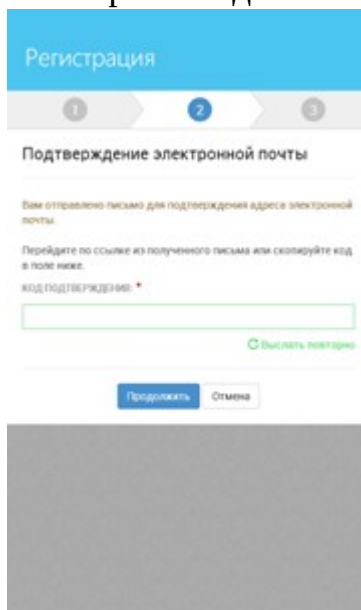 Регистрация
1 2 3
Подтверждение электронной почты
Вам отправлено письмо для подтверждения адреса электронной
почты.
Перейдите по ссылке из полученного письма или скопируйте код
в поле ниже.
КОД ПОДТВЕРЖДЕНИЯ: *
Выслать повторно
Продолжить Отмена